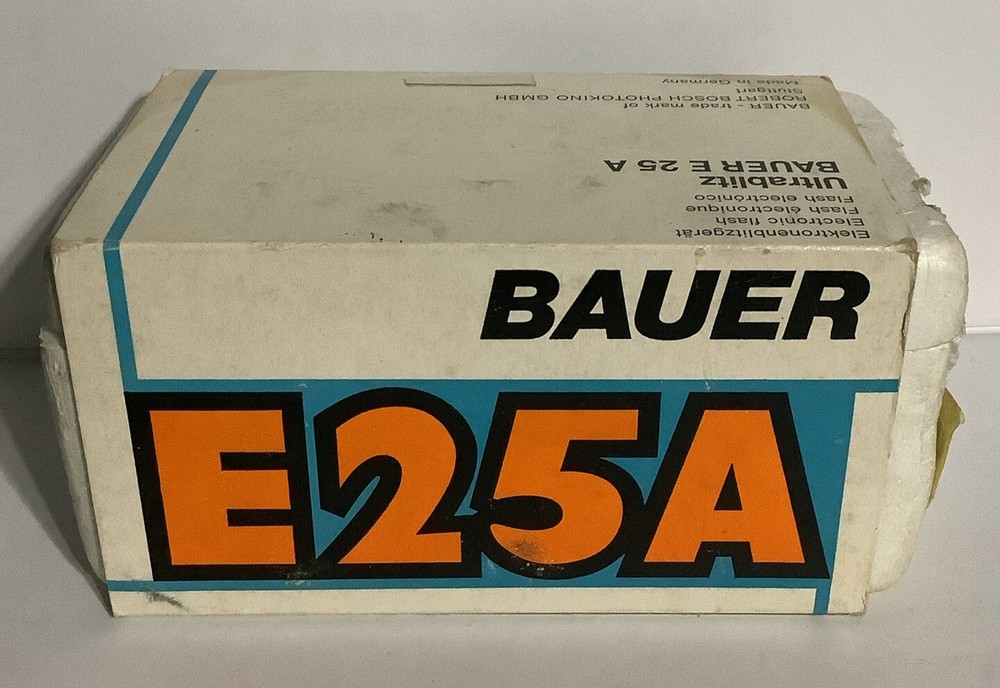 Elektronenblitzgerät
Electronic flash
Flash électronique
Flash electrónico
Ultrablitz
BAUER E 25 A
BAUER - trade mark of
ROBERT BOSCH PHOTOKINO GMBH
Stuttgart
Made in Germany
BAUER
E25A